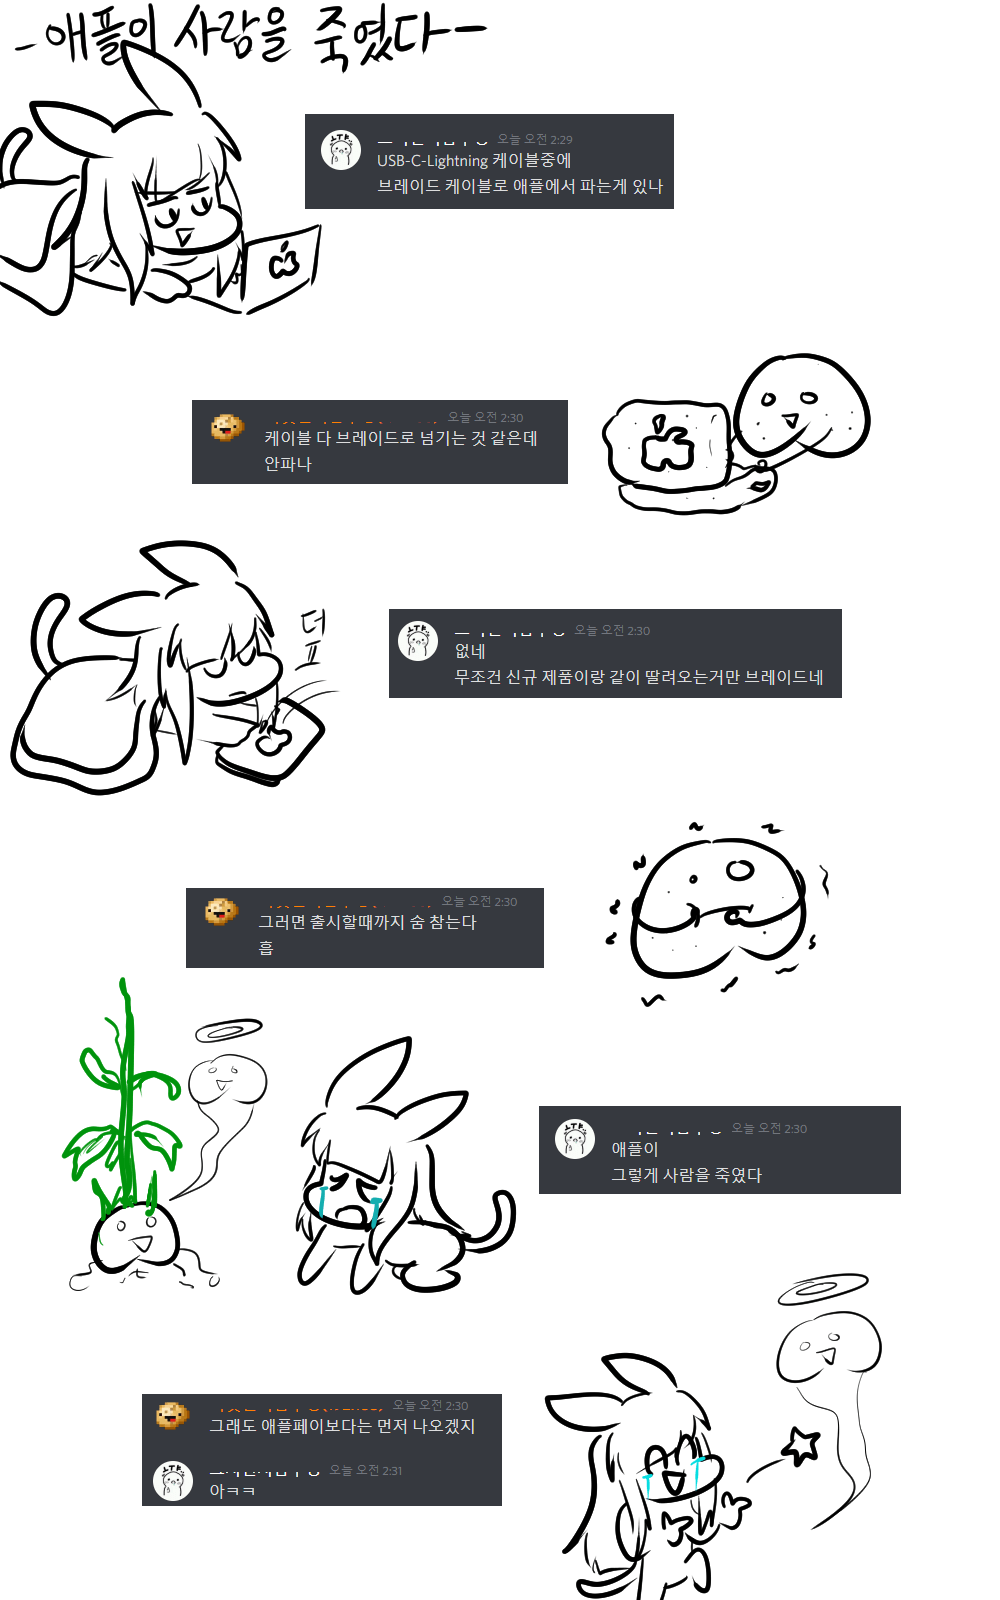 -애플이 사람을 죽였다-
오늘 오전 2:29
USB-C-Lightning 케이블중에
브레이드 케이블로 애플에서 파는게 있나
오늘 오전 2:30
케이블 다 브레이드로 넘기는 것 같은데
안파나
덮
오늘 오전 2:30
없네
무조건 신규 제품이랑 같이 딸려오는거만 브레이드네
오늘 오전 2:30
그러면 출시할때까지 숨 참는다
흡
오늘 오전 2:30
애플이
그렇게 사람을 죽였다
오늘 오전 2:30
그래도 애플페이보다는 먼저 나오겠지
오늘 오전 2:31
아ㅋㅋ